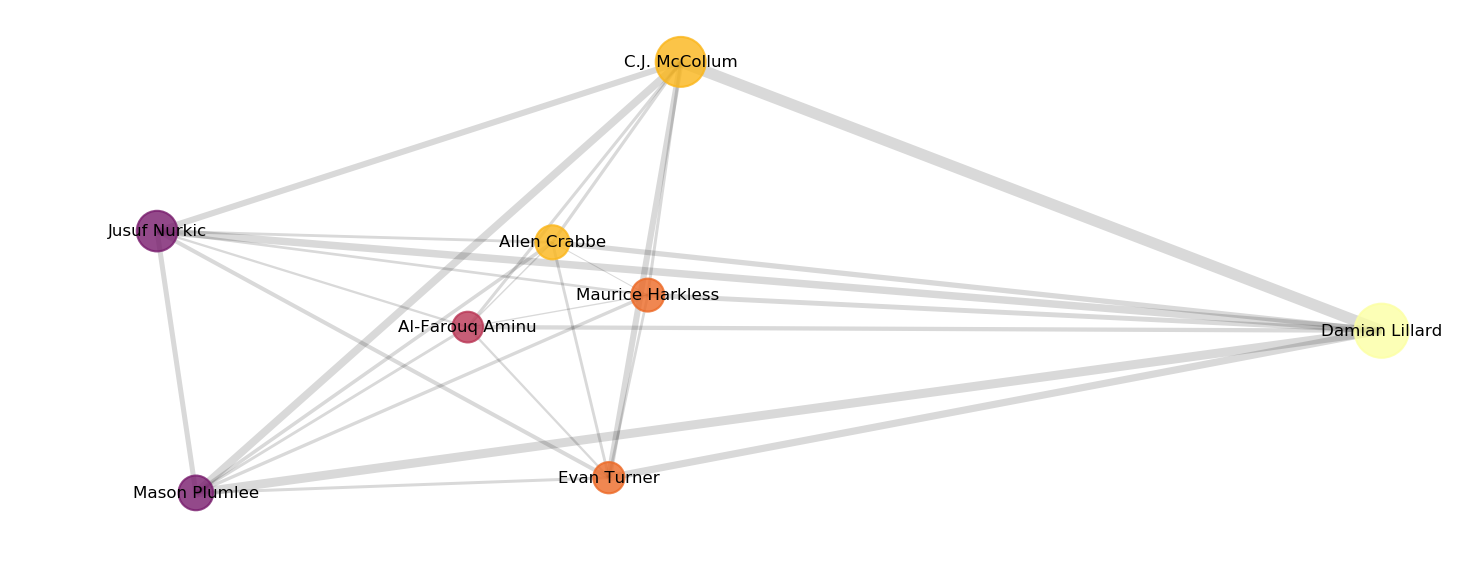 C.J. McCollum
Jusuf Nurkic
Allen Crabbe
Maurice Harkless
Al-Farouq Aminu
Damian Lillard
Evan Turner
Mason Plumlee